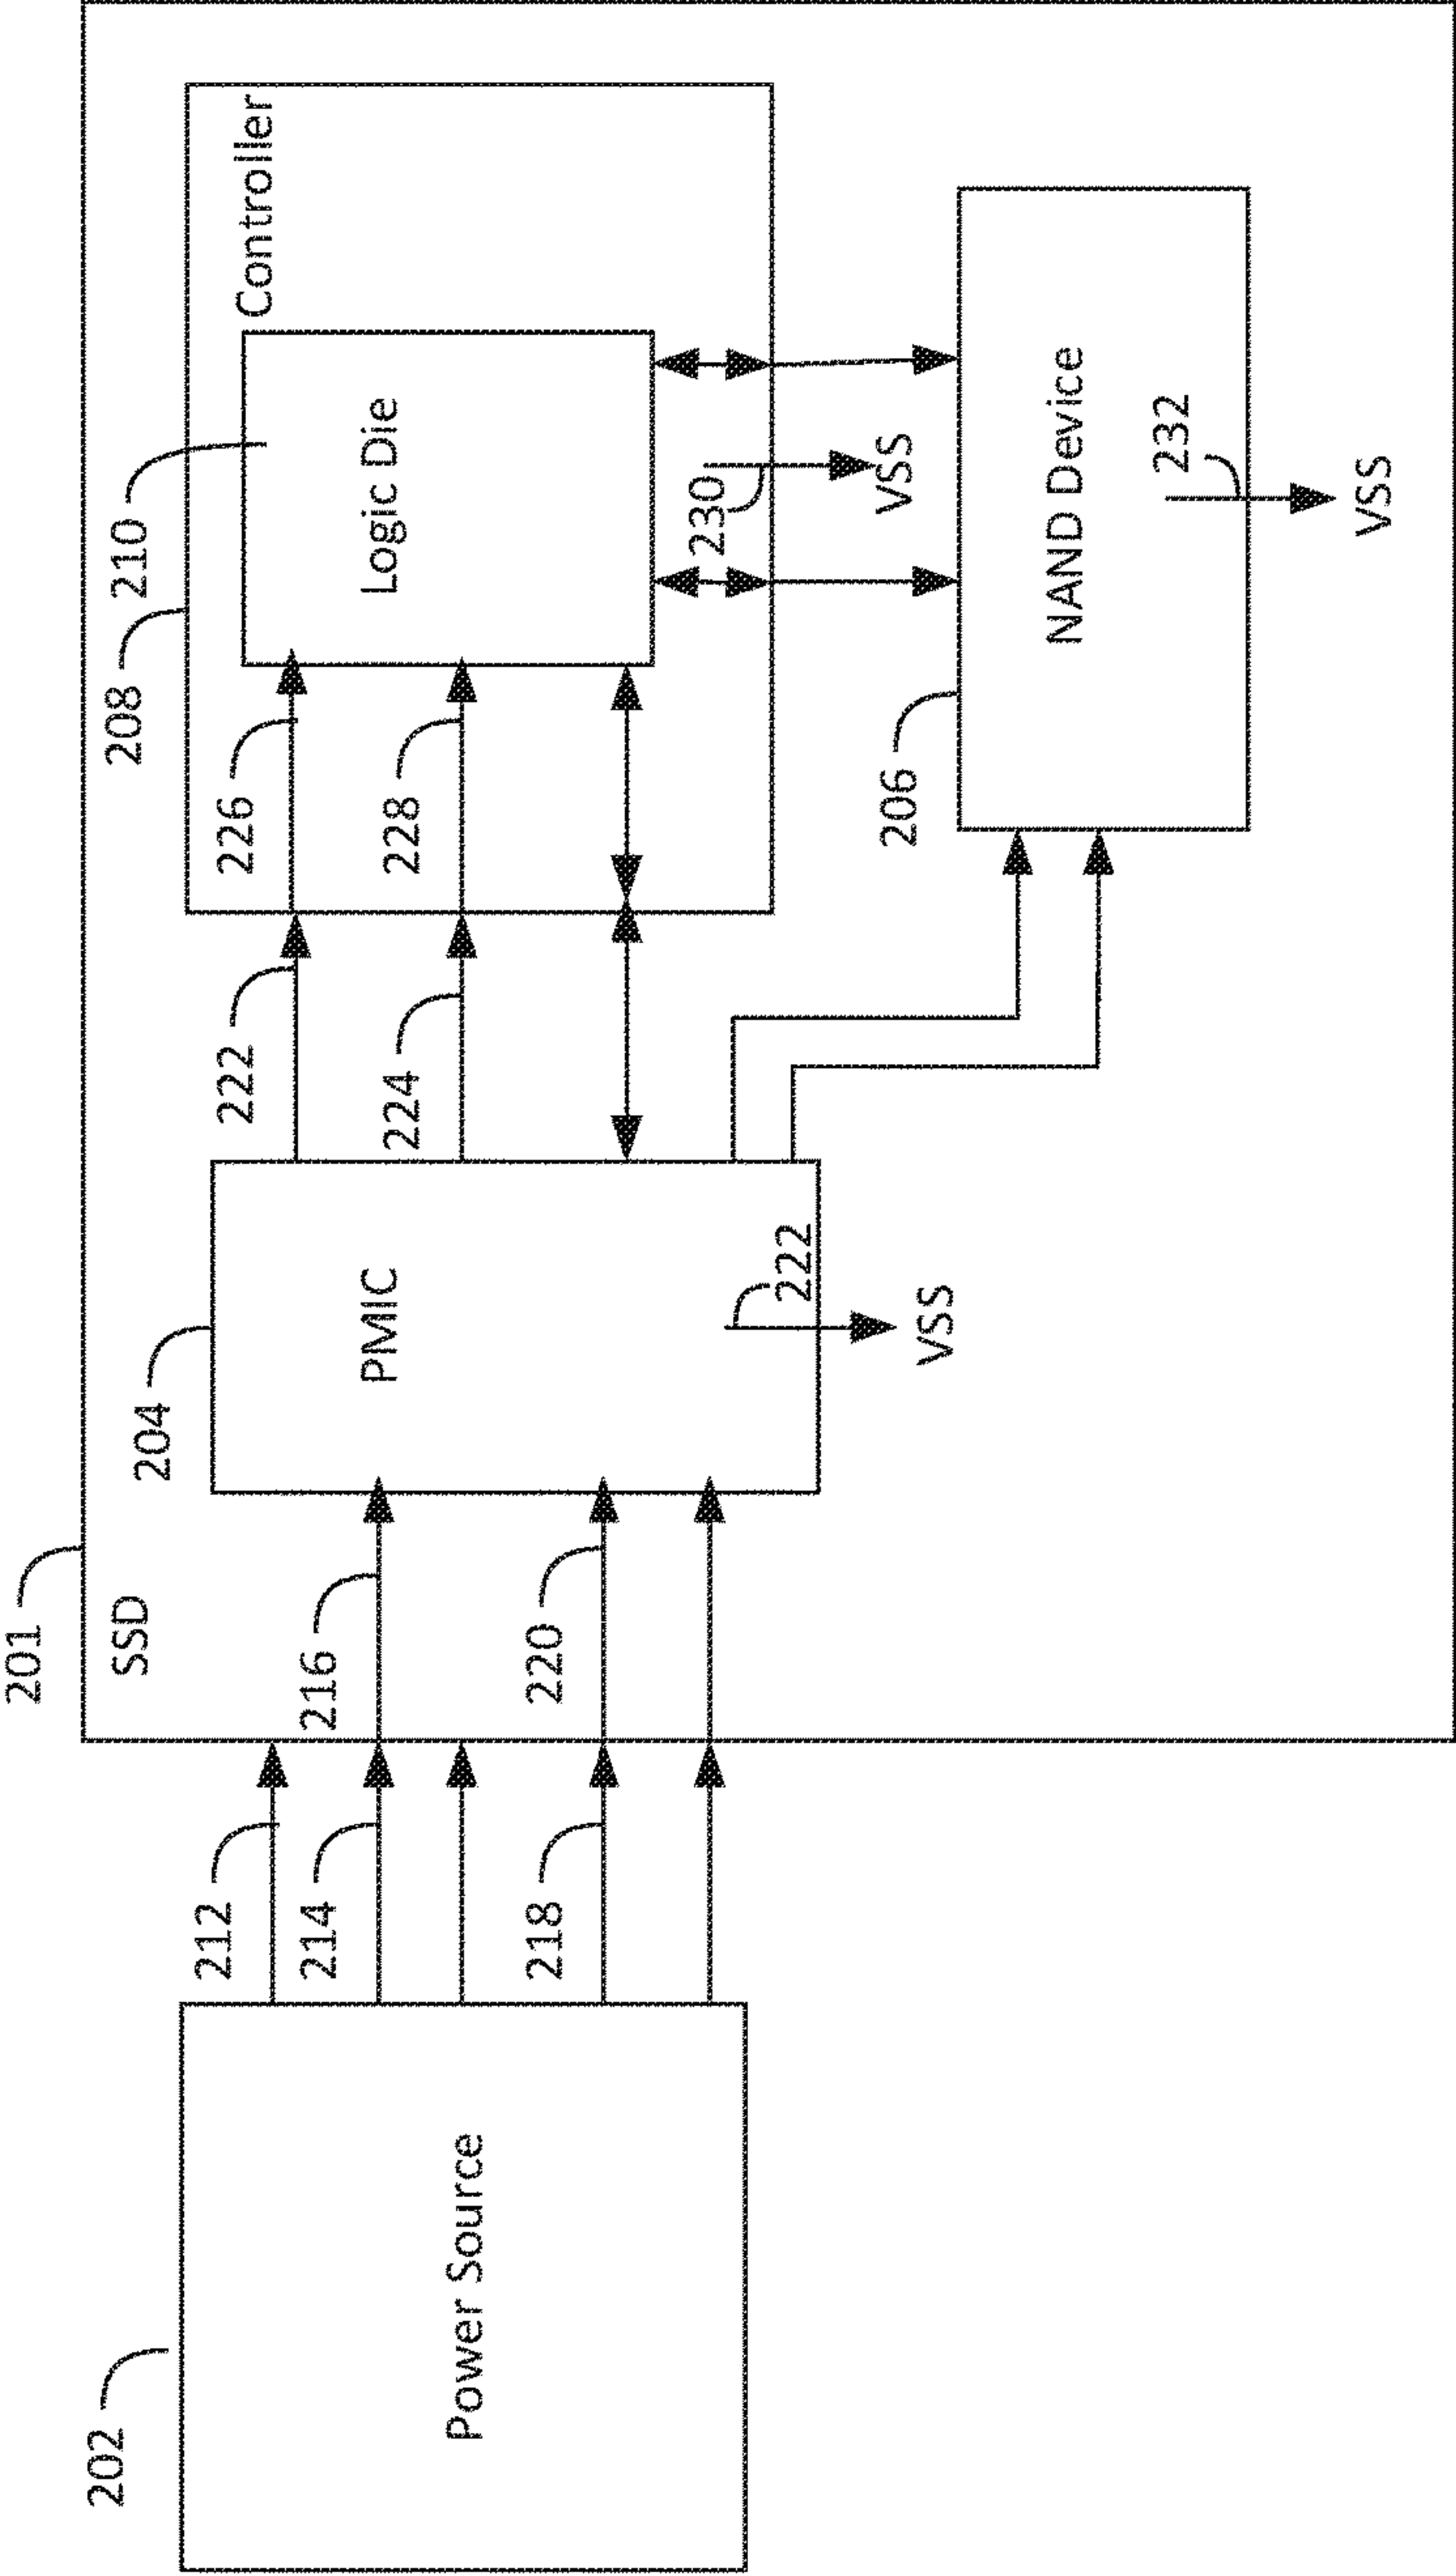 201
SSD
208
210
Controller
204
226
222
212
216
Logic Die
214
PMIC
228
224
202
220
218
230
Power Source
222
VSS
VSS
206
NAND Device
232
VSS